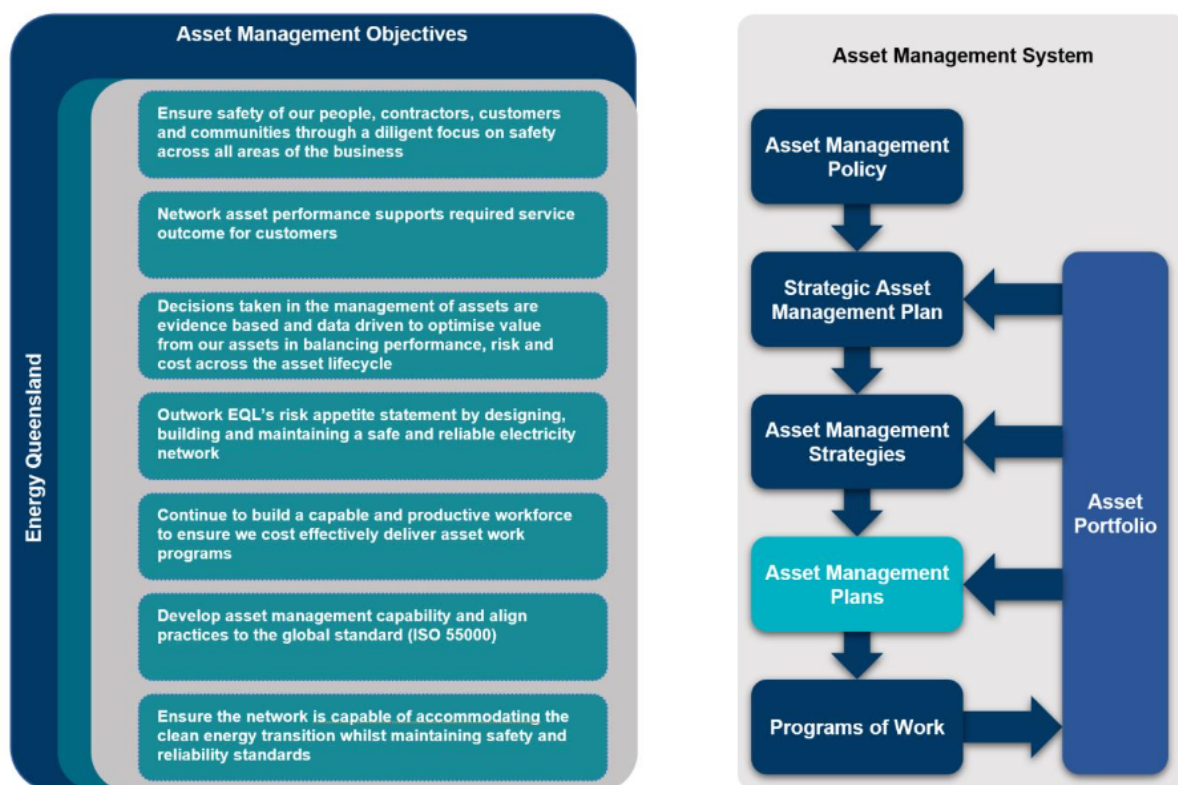 Asset Management Objectives
Energy Queensland
Ensure safety of our people, contractors, customers
and communities through a diligent focus on safety
across all areas of the business
Network asset performance supports required service
outcome for customers
Decisions taken in the management of assets are
evidence based and data driven to optimise value
from our assets in balancing performance, risk and
cost across the asset lifecycle
Outwork EQL’s risk appetite statement by designing,
building and maintaining a safe and reliable electricity
network
Continue to build a capable and productive workforce
to ensure we cost effectively deliver asset work
programs
Develop asset management capability and align
practices to the global standard (ISO 55000)
Ensure the network is capable of accommodating the
clean energy transition whilst maintaining safety and
reliability standards
Asset Management System
Asset Management
Policy
Strategic Asset
Management Plan
Asset Management
Strategies
Asset Management
Plans
Programs of Work
Asset
Portfolio